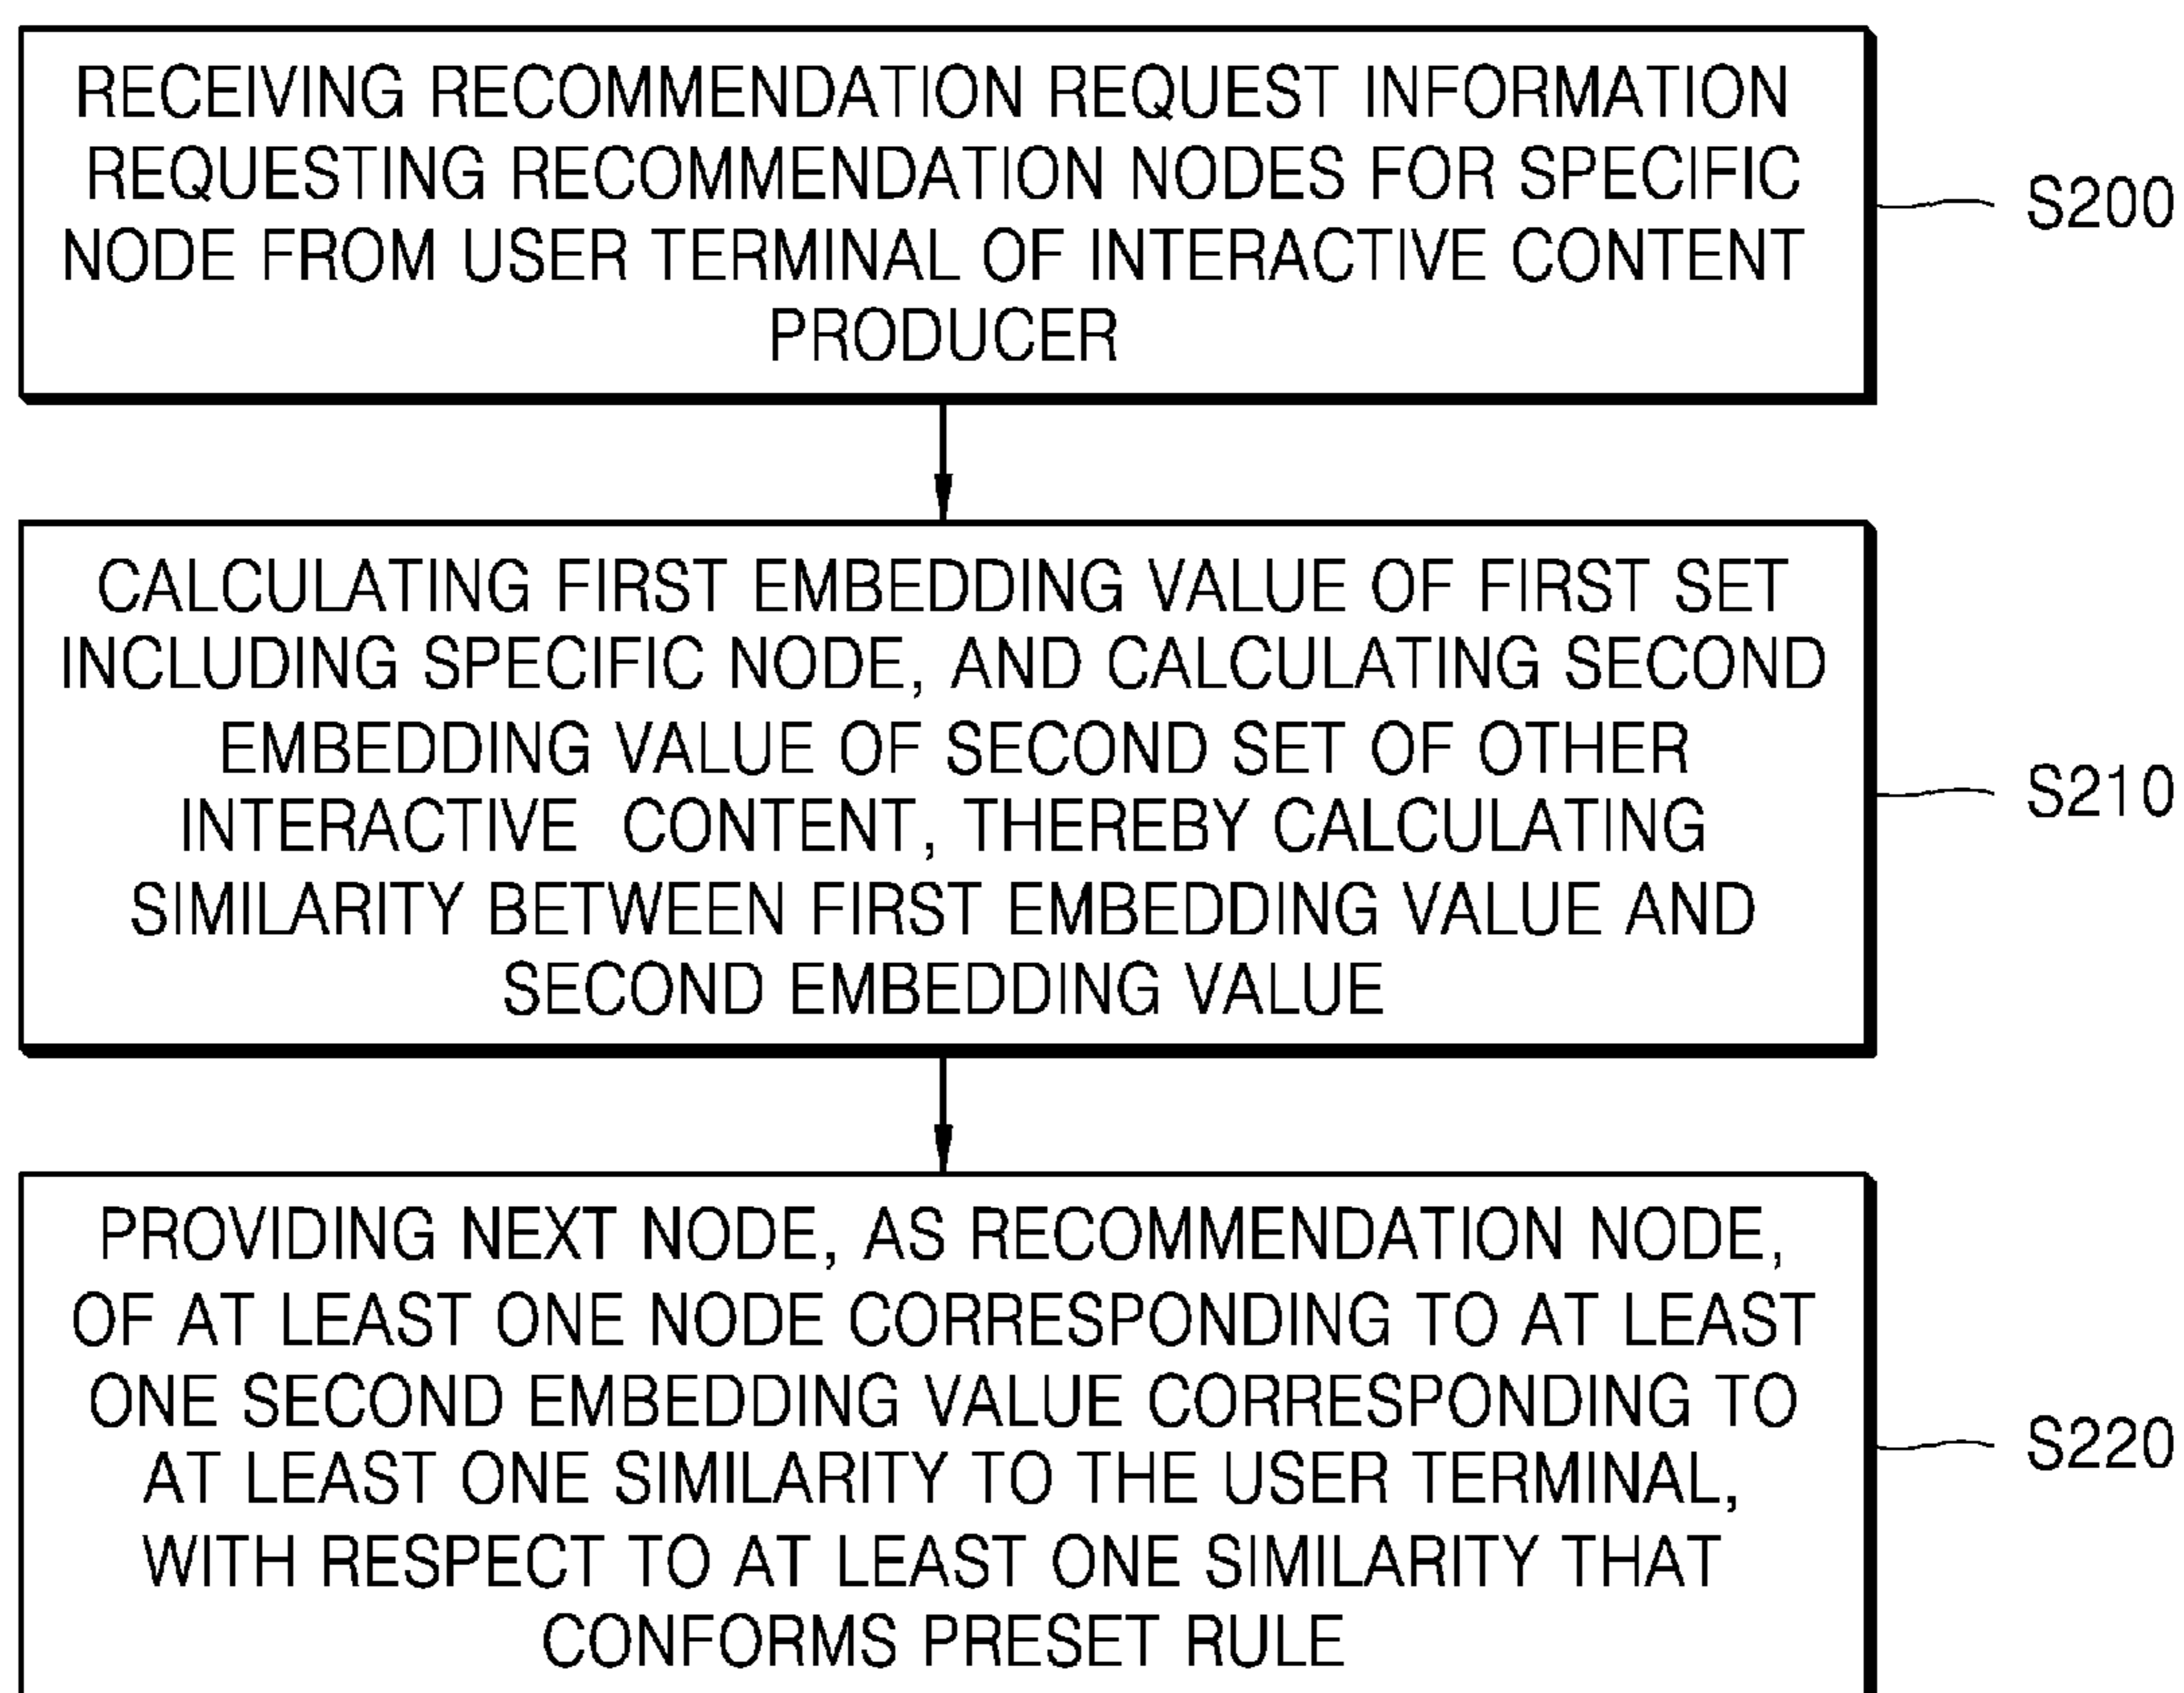 RECEIVING RECOMMENDATION REQUEST INFORMATION
REQUESTING RECOMMENDATION NODES FOR SPECIFIC
NODE FROM USER TERMINAL OF INTERACTIVE CONTENT
PRODUCER
S200
CALCULATING FIRST EMBEDDING VALUE OF FIRST SET
INCLUDING SPECIFIC NODE, AND CALCULATING SECOND
EMBEDDING VALUE OF SECOND SET OF OTHER
INTERACTIVE CONTENT, THEREBY CALCULATING
SIMILARITY BETWEEN FIRST EMBEDDING VALUE AND
SECOND EMBEDDING VALUE
S210
PROVIDING NEXT NODE, AS RECOMMENDATION NODE,
OF AT LEAST ONE NODE CORRESPONDING TO AT LEAST
ONE SECOND EMBEDDING VALUE CORRESPONDING TO
AT LEAST ONE SIMILARITY TO THE USER TERMINAL,
WITH RESPECT TO AT LEAST ONE SIMILARITY THAT
CONFORMS PRESET RULE
S220